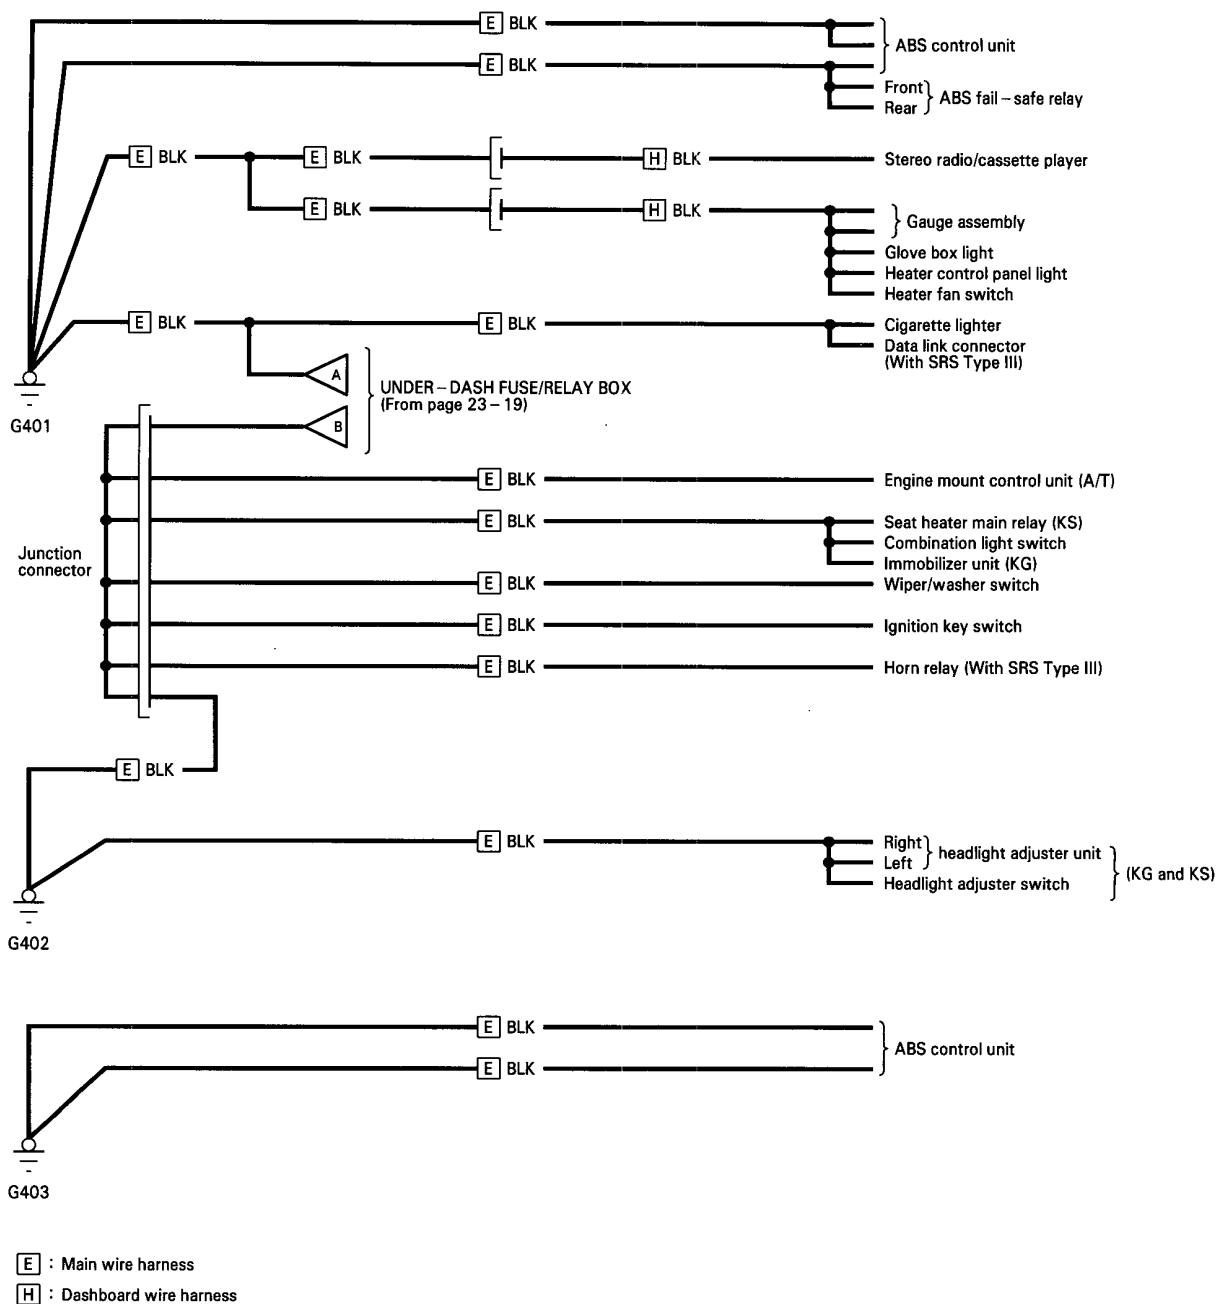 E BLK
ABS control unit
E BLK
Front
Rear
ABS fail – safe relay
E BLK E BLK H BLK Stereo radio/cassette player
E BLK H BLK
Gauge assembly
Glove box light
Heater control panel light
Heater fan switch
E BLK E BLK Cigarette lighter
Data link connector
(With SRS Type III)
A
UNDER – DASH FUSE/RELAY BOX
(From page 23 – 19)
B
G401
E BLK Engine mount control unit (A/T)
E BLK Seat heater main relay (KS)
Combination light switch
Immobilizer unit (KG)
Junction
connector
E BLK Wiper/washer switch
E BLK Ignition key switch
E BLK Horn relay (With SRS Type III)
E BLK
E BLK Right
Left
headlight adjuster unit
Headlight adjuster switch
(KG and KS)
G402
E BLK
ABS control unit
E BLK
G403
E : Main wire harness
H : Dashboard wire harness